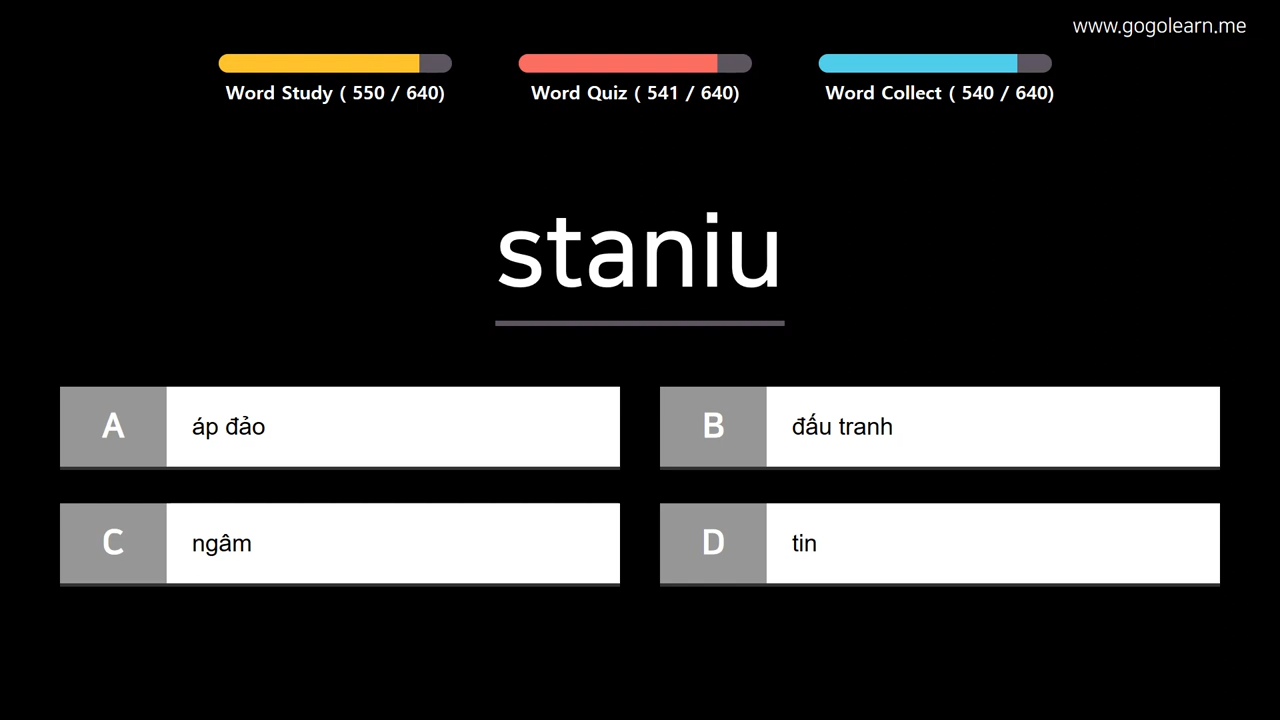 www.gogolearn.me
Word Study ( 550 / 640)
Word Quiz ( 541 / 640)
Word Collect ( 540 / 640)
staniu
A áp đảo
B đấu tranh
C ngâm
D tin